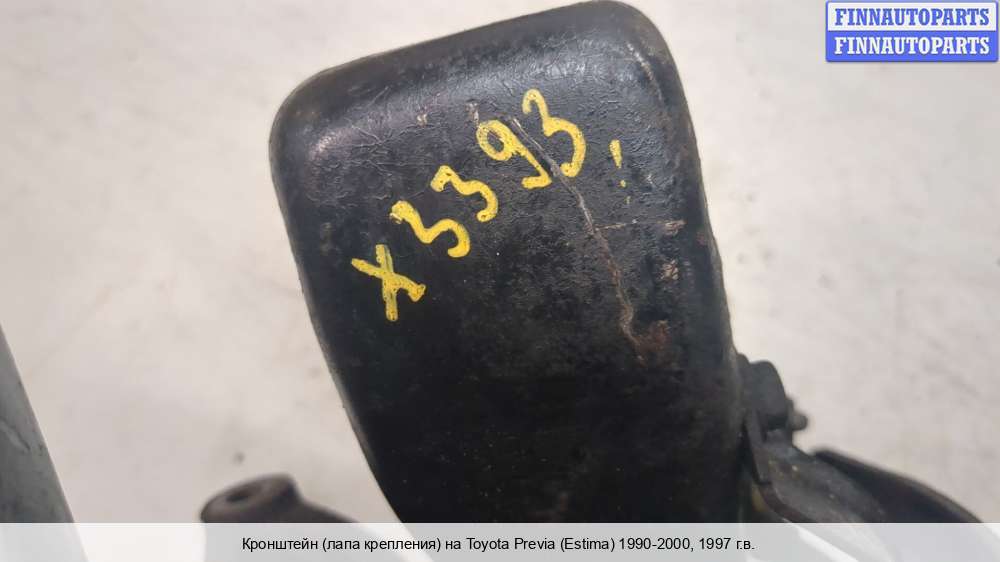 FINNAUTOPARTS
FINNAUTOPARTS
X3393!
Кронштейн (лапа крепления) на Toyota Previa (Estima) 1990-2000, 1997 г.в.